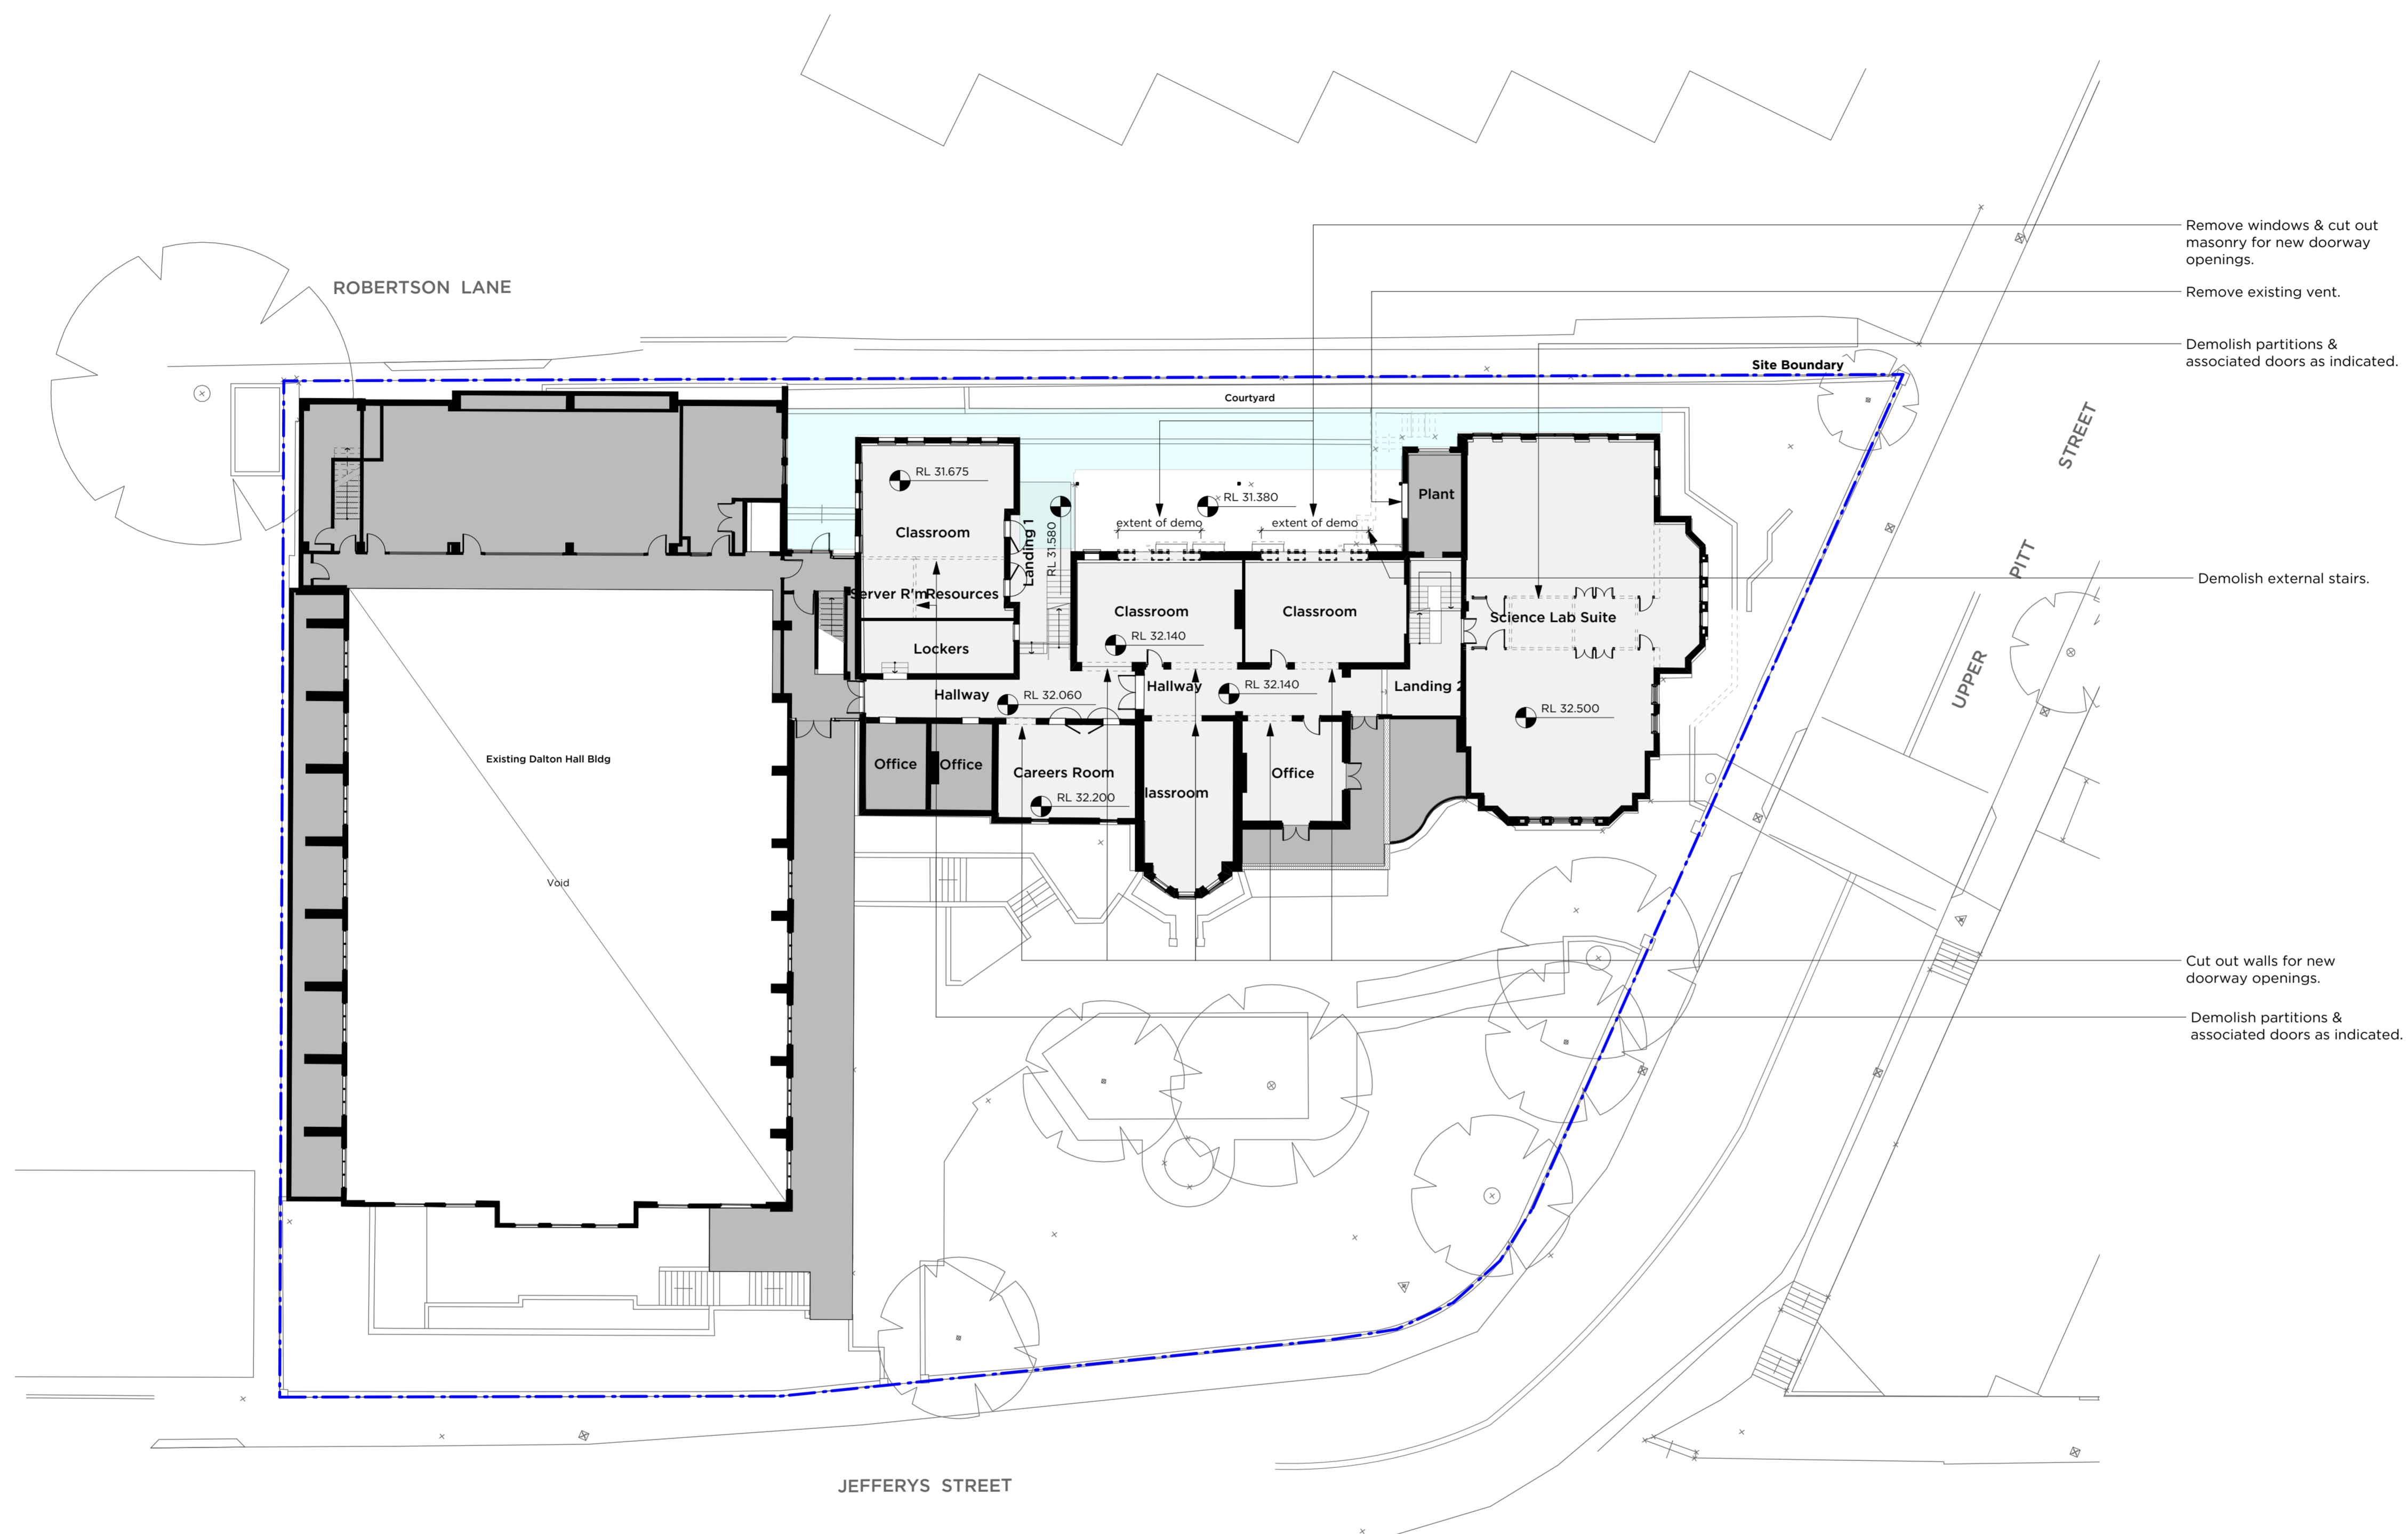 Remove windows & cut out
masonry for new doorway
openings.
ROBERTSON LANE
Remove existing vent.
Demolish partitions &
associated doors as indicated.
Site Boundary
Courtyard
STREET
PITT
UPPER
RL 31.675
Plant
RL 31.380
extent of demo
extent of demo
Classroom
Landing 1
RL 31.580
Demolish external stairs.
Server R'm
Resources
Classroom
Classroom
Science Lab Suite
RL 32.140
Lockers
Hallway
RL 32.060
Hallway
RL 32.140
Landing 2
RL 32.500
Existing Dalton Hall Bldg
Office
Office
Careers Room
Office
RL 32.200
lassroom
Void
Cut out walls for new
doorway openings.
Demolish partitions &
associated doors as indicated.
JEFFERYS STREET